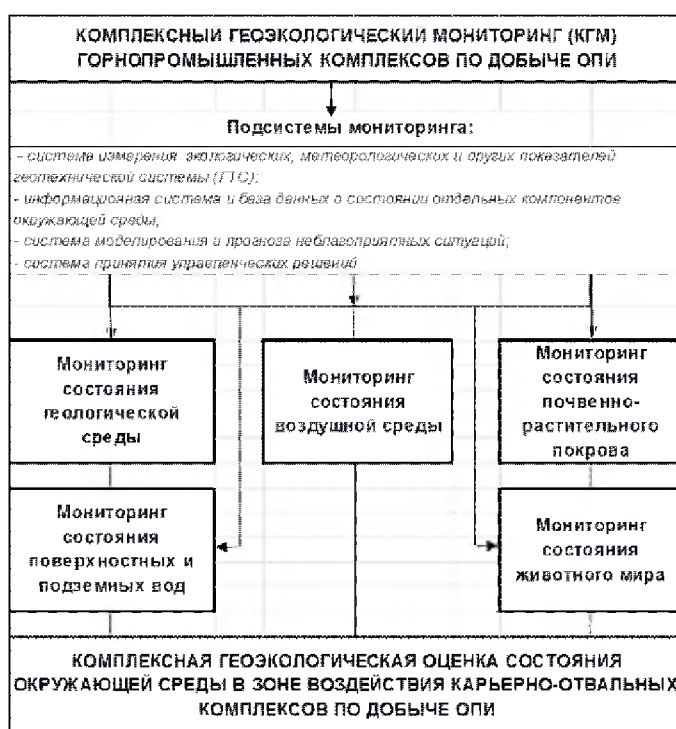 КОМПЛЕКСНЫЙ ГЕОЭКОЛОГИЧЕСКИЙ МОНИТОРИНГ (КГМ)
ГОРНОПРОМЫШЛЕННЫХ КОМПЛЕКСОВ ПО ДОБЫЧЕ ОПИ
Подсистемы мониторинга:
- система измерения экологических, метеорологических и других показателей
геотехнической системы (ГТС);
- информационная система и база данных о состоянии отдельных компонентов
окружающей среды;
- система моделирования и прогноза неблагоприятных ситуаций;
- система принятия управленческих решений
Мониторинг
состояния
геологической
среды
Мониторинг
состояния
воздушной среды
Мониторинг
состояния
почвенно-
растительного
покрова
Мониторинг
состояния
поверхностных и
подземных вод
Мониторинг
состояния
животного мира
КОМПЛЕКСНАЯ ГЕОЭКОЛОГИЧЕСКАЯ ОЦЕНКА СОСТОЯНИЯ
ОКРУЖАЮЩЕЙ СРЕДЫ В ЗОНЕ ВОЗДЕЙСТВИЯ КАРЬЕРНО-ОТВАЛЬНЫХ
КОМПЛЕКСОВ ПО ДОБЫЧЕ ОПИ